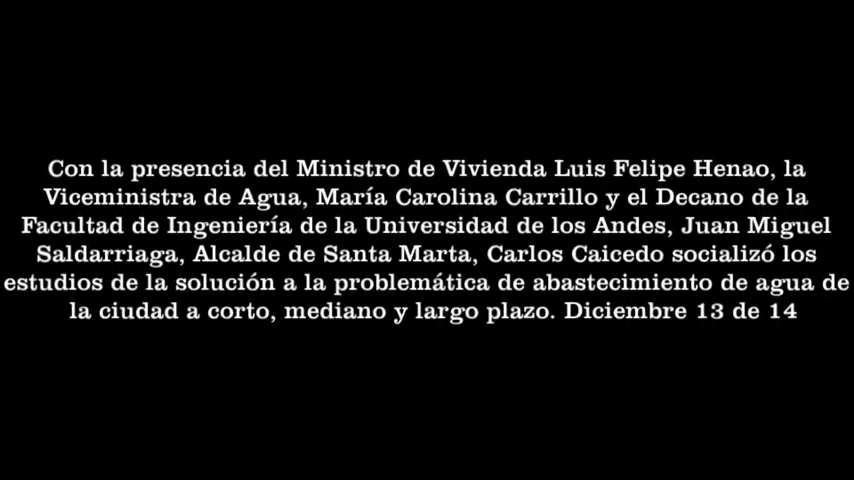 Con la presencia del Ministro de Vivienda Luis Felipe Henao, la
Viceministra de Agua, María Carolina Carrillo y el Decano de la
Facultad de Ingeniería de la Universidad de los Andes, Juan Miguel
Saldarriaga, Alcalde de Santa Marta, Carlos Caicedo socializó los
estudios de la solución a la problemática de abastecimiento de agua de
la ciudad a corto, mediano y largo plazo. Diciembre 13 de 14